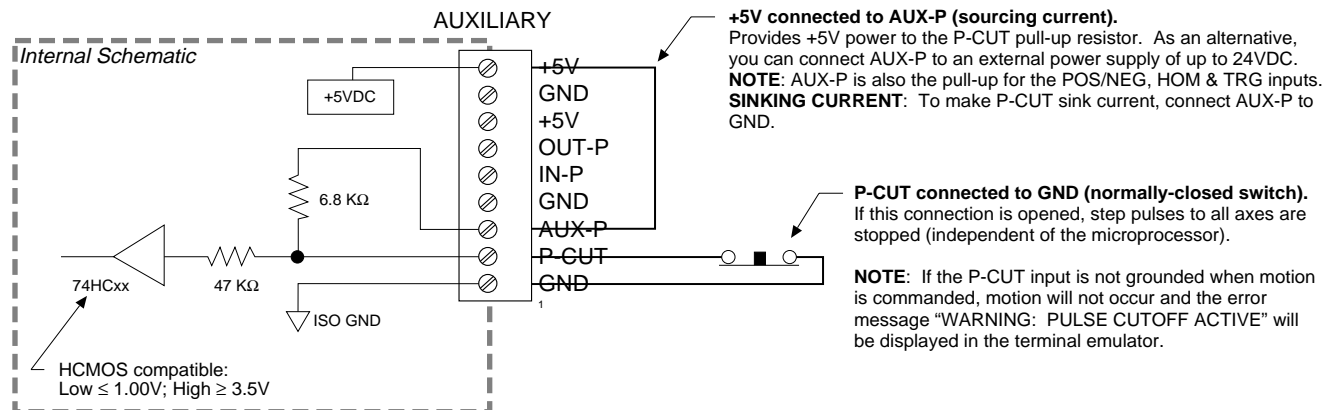 AUXILIARY
Internal Schematic
+5VDC
6.8 KΩ
47 KΩ
74HCxx
ISO GND
HCMOS compatible:
Low ≤ 1.00V; High ≥ 3.5V
+5V
GND
+5V
OUT-P
IN-P
GND
AUX-P
P-CUT
GND
1
+5V connected to AUX-P (sourcing current).
Provides +5V power to the P-CUT pull-up resistor. As an alternative,
you can connect AUX-P to an external power supply of up to 24VDC.
NOTE: AUX-P is also the pull-up for the POS/NEG, HOM & TRG inputs.
SINKING CURRENT: To make P-CUT sink current, connect AUX-P to
GND.
P-CUT connected to GND (normally-closed switch).
If this connection is opened, step pulses to all axes are
stopped (independent of the microprocessor).
NOTE: If the P-CUT input is not grounded when motion
is commanded, motion will not occur and the error
message “WARNING: PULSE CUTOFF ACTIVE” will
be displayed in the terminal emulator.